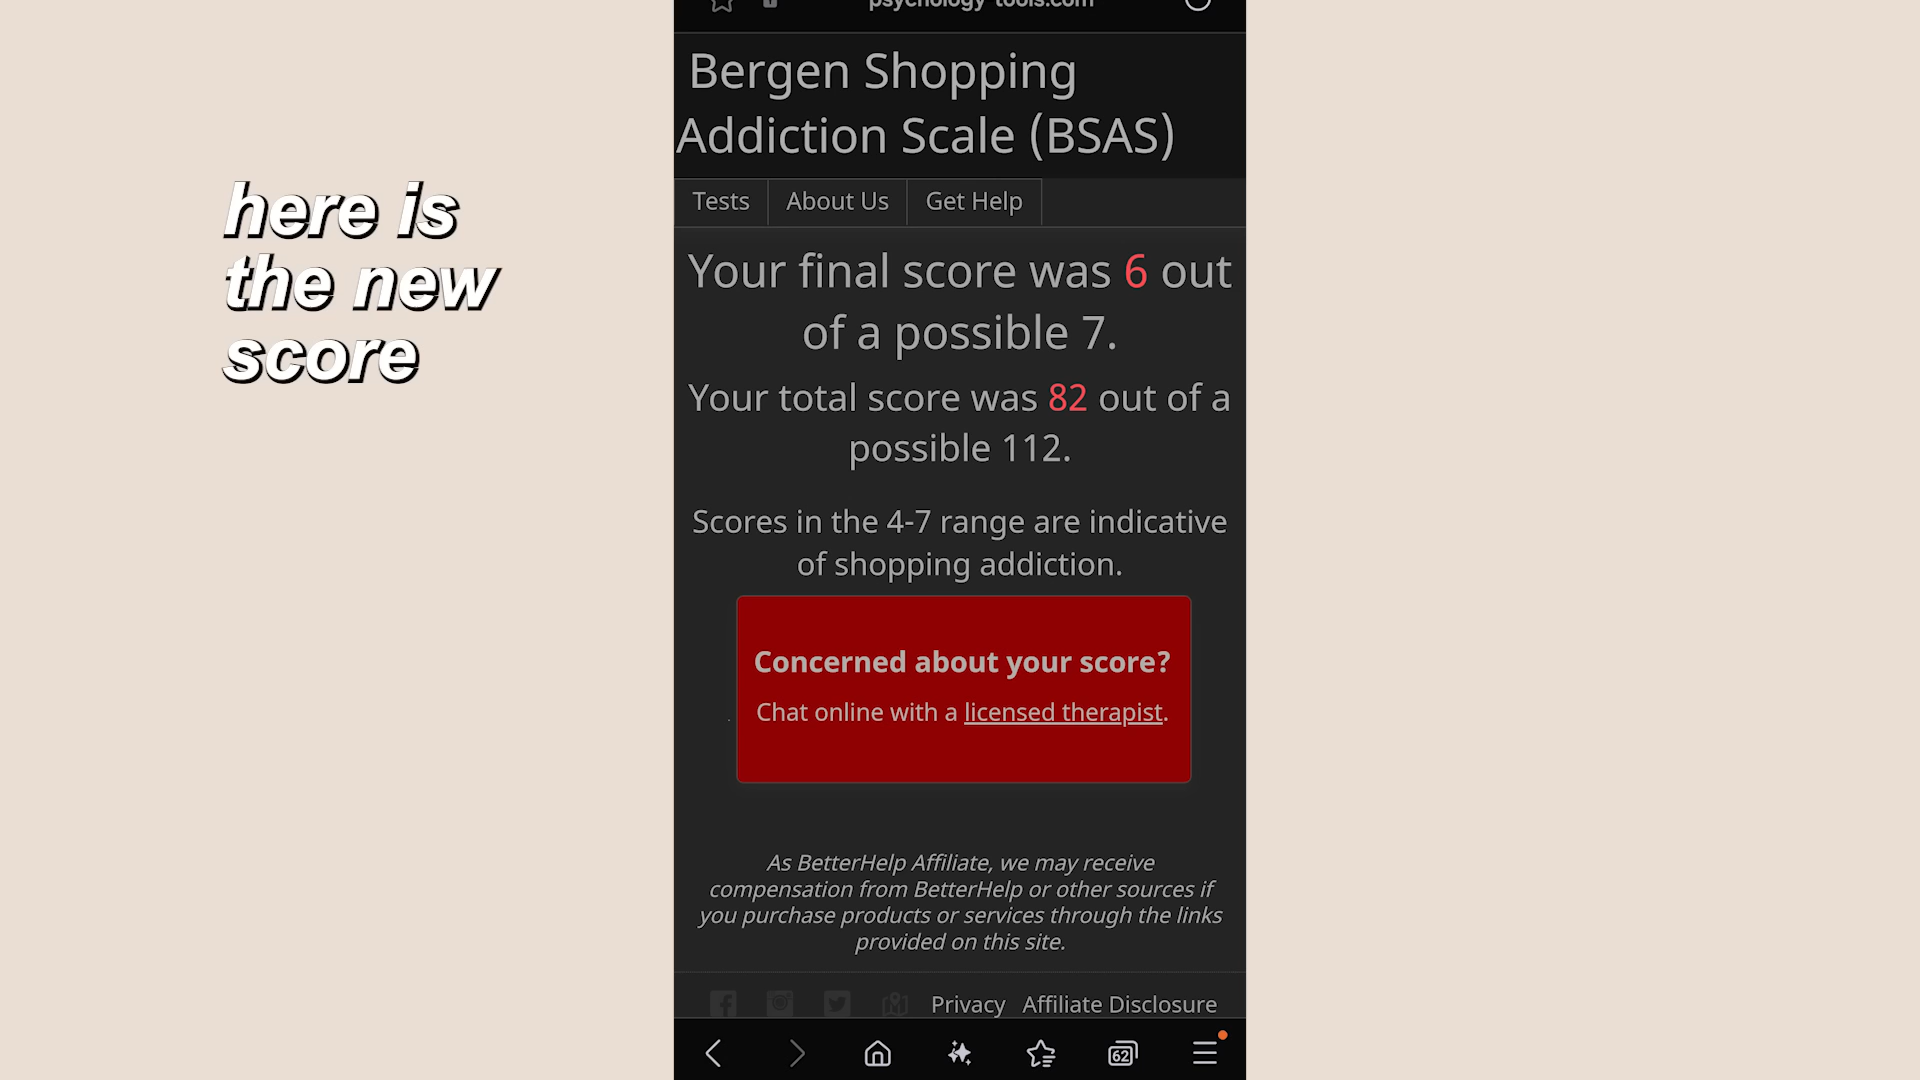 here is
the new
score
psychology-tools.com
Bergen Shopping
Addiction Scale (BSAS)
Tests About Us Get Help
Your final score was 6 out
of a possible 7.
Your total score was 82 out of a
possible 112.
Scores in the 4-7 range are indicative
of shopping addiction.
Concerned about your score?
Chat online with a licensed therapist.
As BetterHelp Affiliate, we may receive
compensation from BetterHelp or other sources if
you purchase products or services through the links
provided on this site.
Privacy Affiliate Disclosure
62